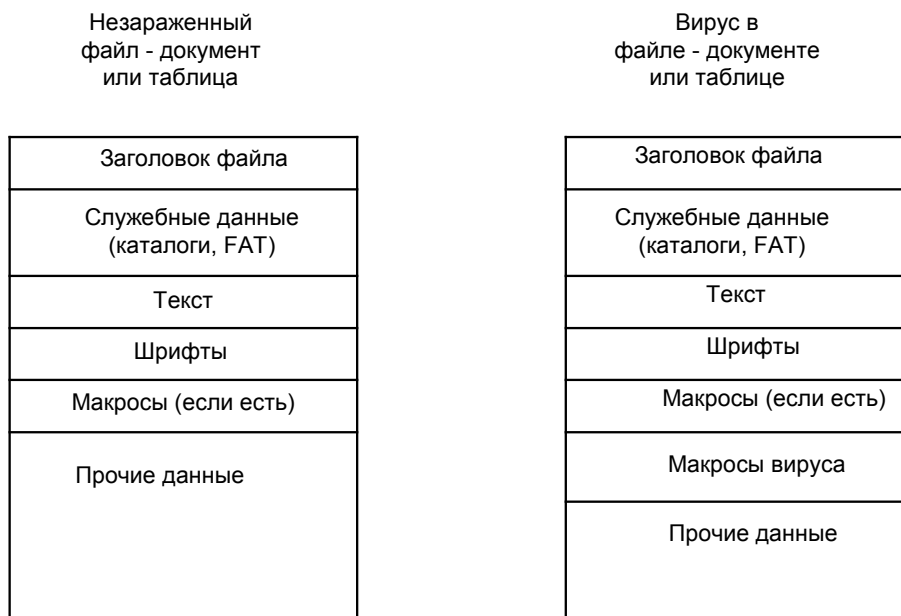 Незараженный
файл - документ
или таблица
Заголовок файла
Служебные данные
(каталоги, FAT)
Текст
Шрифты
Макросы (если есть)
Прочие данные
Вирус в
файле - документе
или таблице
Заголовок файла
Служебные данные
(каталоги, FAT)
Текст
Шрифты
Макросы (если есть)
Макросы вируса
Прочие данные